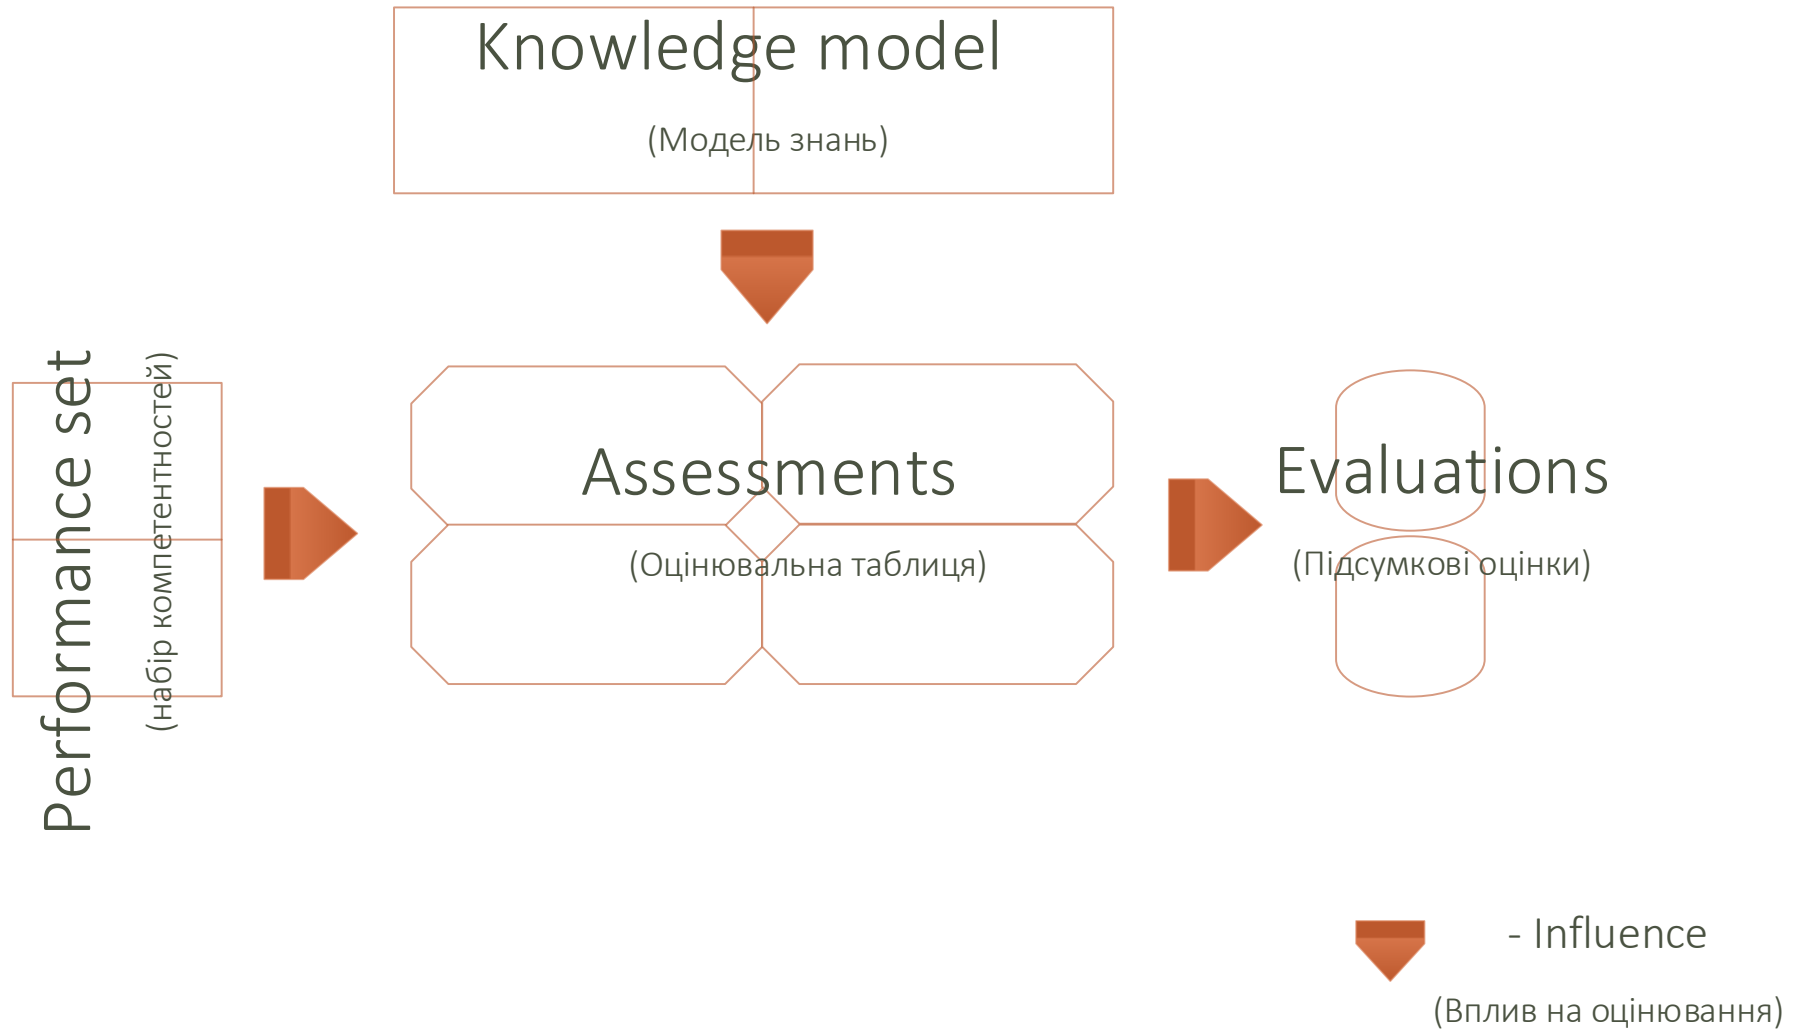 Knowledge model
(Модель знань)
Performance set
(набір компетентностей)
Assessments
(Оцінювальна таблиця)
Evaluations
(Підсумкові оцінки)
- Influence
(Вплив на оцінювання)